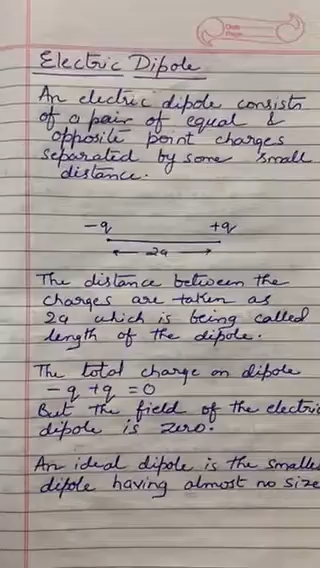 Electric Dipole
An electric dipole consists
of a pair of equal &
opposite point charges
separated by some small
distance.
-q +q
2a
The distance between the
charges are taken as
2a which is being called
length of the dipole.
The total charge on dipole
-q +q = 0
But the field of the electric
dipole is zero.
An ideal dipole is the smalle
dipole having almost no size